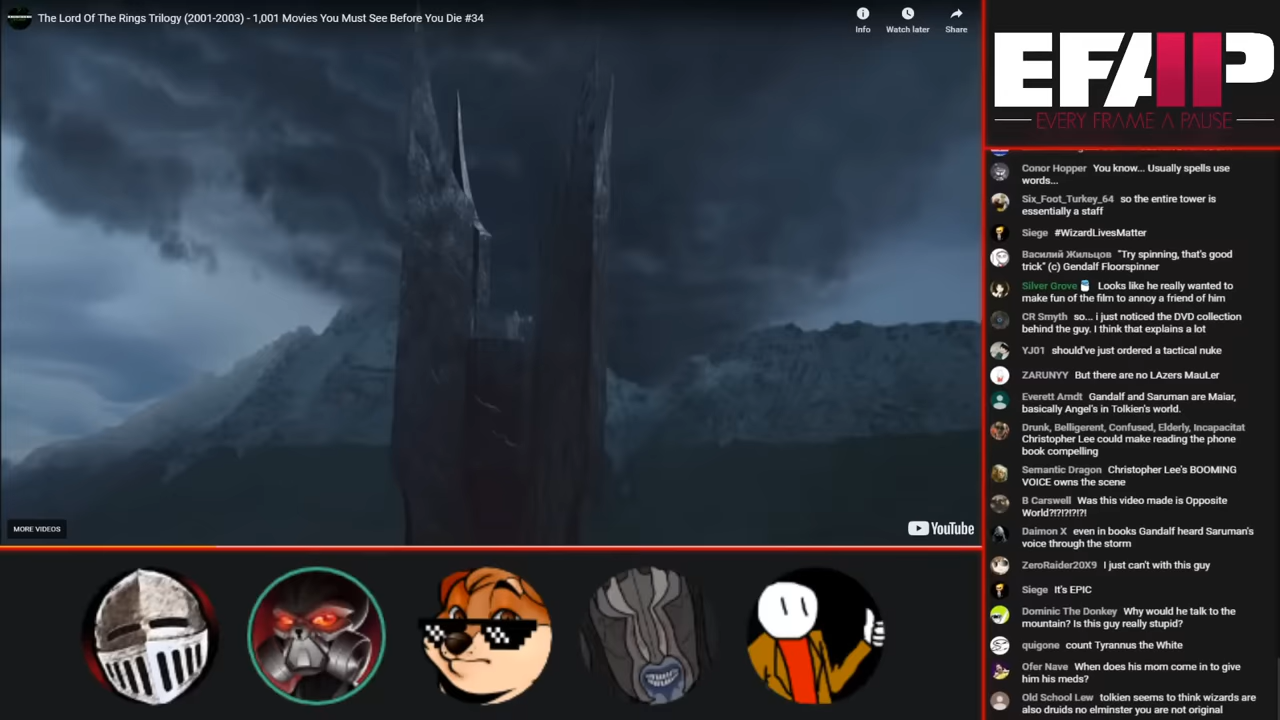 The Lord Of The Rings Trilogy (2001-2003) - 1,001 Movies You Must See Before You Die #34
Info
Watch later
Share
EFAP
EVERY FRAME A PAUSE
Conor Hopper You know... Usually spells use
words...
Six_Foot_Turkey_64 so the entire tower is
essentially a staff
Siege #WizardLivesMatter
Василий Жильцов "Try spinning, that's good
trick" (c) Gendalf Floorspinner
Silver Grove Looks like he really wanted to
make fun of the film to annoy a friend of him
CR Smyth so... i just noticed the DVD collection
behind the guy. I think that explains a lot
YJ01 should've just ordered a tactical nuke
ZARUNYY But there are no LAzers MauLer
Everett Arndt Gandalf and Saruman are Maiar,
basically Angel's in Tolkien's world.
Drunk, Belligerent, Confused, Elderly, Incapacitat
Christopher Lee could make reading the phone
book compelling
Semantic Dragon Christopher Lee's BOOMING
VOICE owns the scene
B Carswell Was this video made is Opposite
World?!?!?!?!?!
Daimon X even in books Gandalf heard Saruman's
voice through the storm
ZeroRaider20X9 I just can't with this guy
Siege It's EPIC
Dominic The Donkey Why would he talk to the
mountain? Is this guy really stupid?
quigone count Tyrannus the White
Ofer Nave When does his mom come in to give
him his meds?
Old School Lew tolkien seems to think wizards are
also druids no elminster you are not original
MORE VIDEOS
YouTube